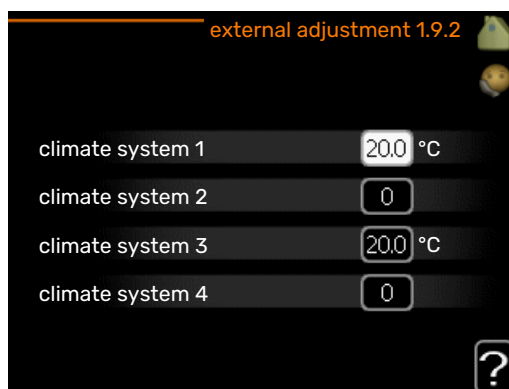 external adjustment 1.9.2
climate system 1 20.0 °C
climate system 2 0
climate system 3 20.0 °C
climate system 4 0
?